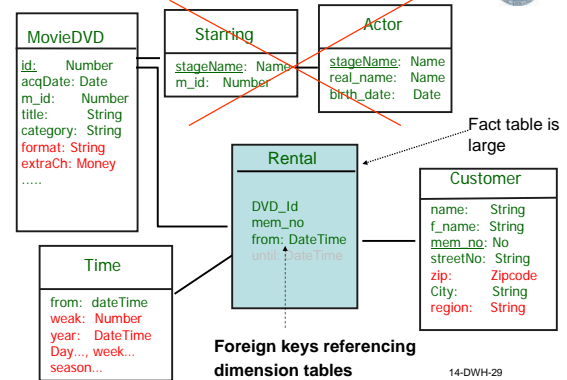 MovieDVD
id: Number
acqDate: Date
m_id: Number
title: String
category: String
format: String
extraCh: Money
.....
Starring
stageName: Name
m_id: Number
Actor
stageName: Name
real_name: Name
birth_date: Date
Fact table is
large
Rental
DVD_Id
mem_no
from: DateTime
until: DateTime
Customer
name: String
f_name: String
mem_no: No
streetNo: String
zip: Zipcode
City: String
region: String
Time
from: dateTime
weak: Number
year: DateTime
Day..., week...
season...
Foreign keys referencing
dimension tables
14-DWH-29